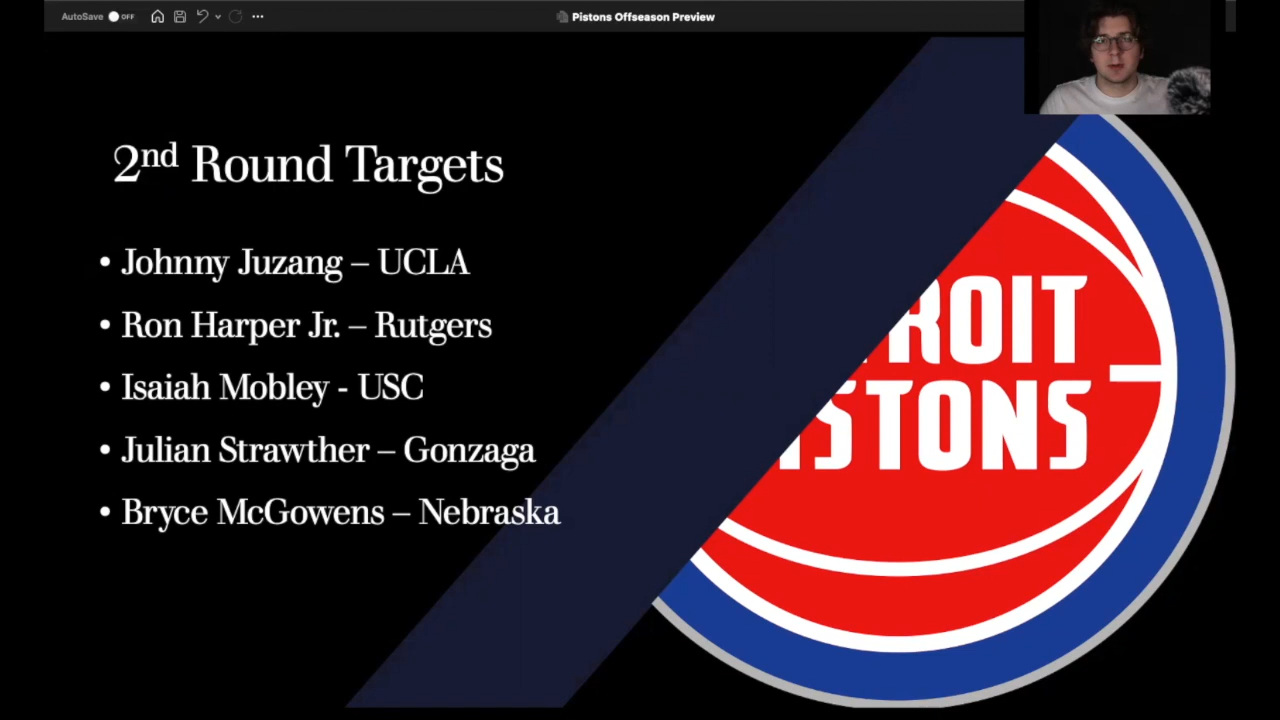 AutoSave OFF
Pistons Offseason Preview
2nd Round Targets
• Johnny Juzang – UCLA
• Ron Harper Jr. – Rutgers
• Isaiah Mobley - USC
• Julian Strawther – Gonzaga
• Bryce McGowens – Nebraska
ROIT
ISTONS